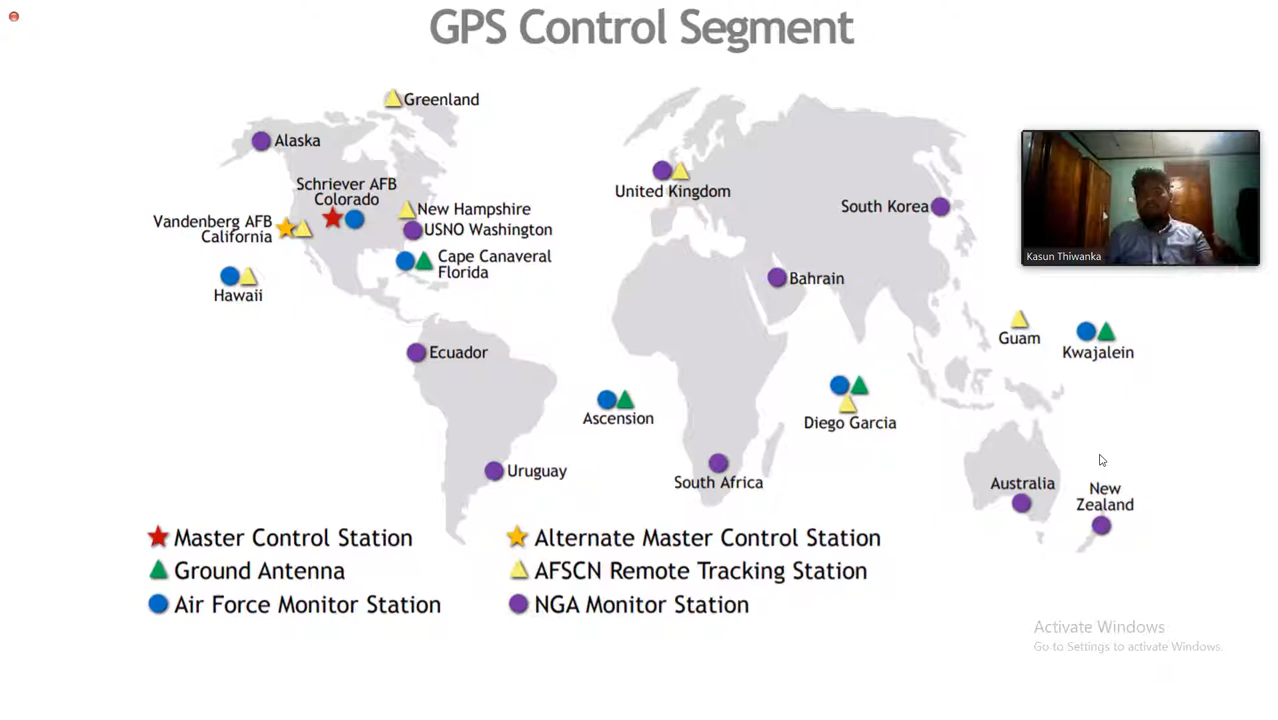 GPS Control Segment
Greenland
Alaska
Schriever AFB
Colorado
Vandenberg AFB
California
New Hampshire
USNO Washington
Cape Canaveral
Florida
Hawaii
United Kingdom
South Korea
Kasun Thiwanka
Bahrain
Guam
Kwajalein
Ecuador
Ascension
Diego Garcia
Uruguay
South Africa
Australia
New
Zealand
Master Control Station
Alternate Master Control Station
Ground Antenna
AFSCN Remote Tracking Station
Air Force Monitor Station
NGA Monitor Station
Activate Windows
Go to Settings to activate Windows.